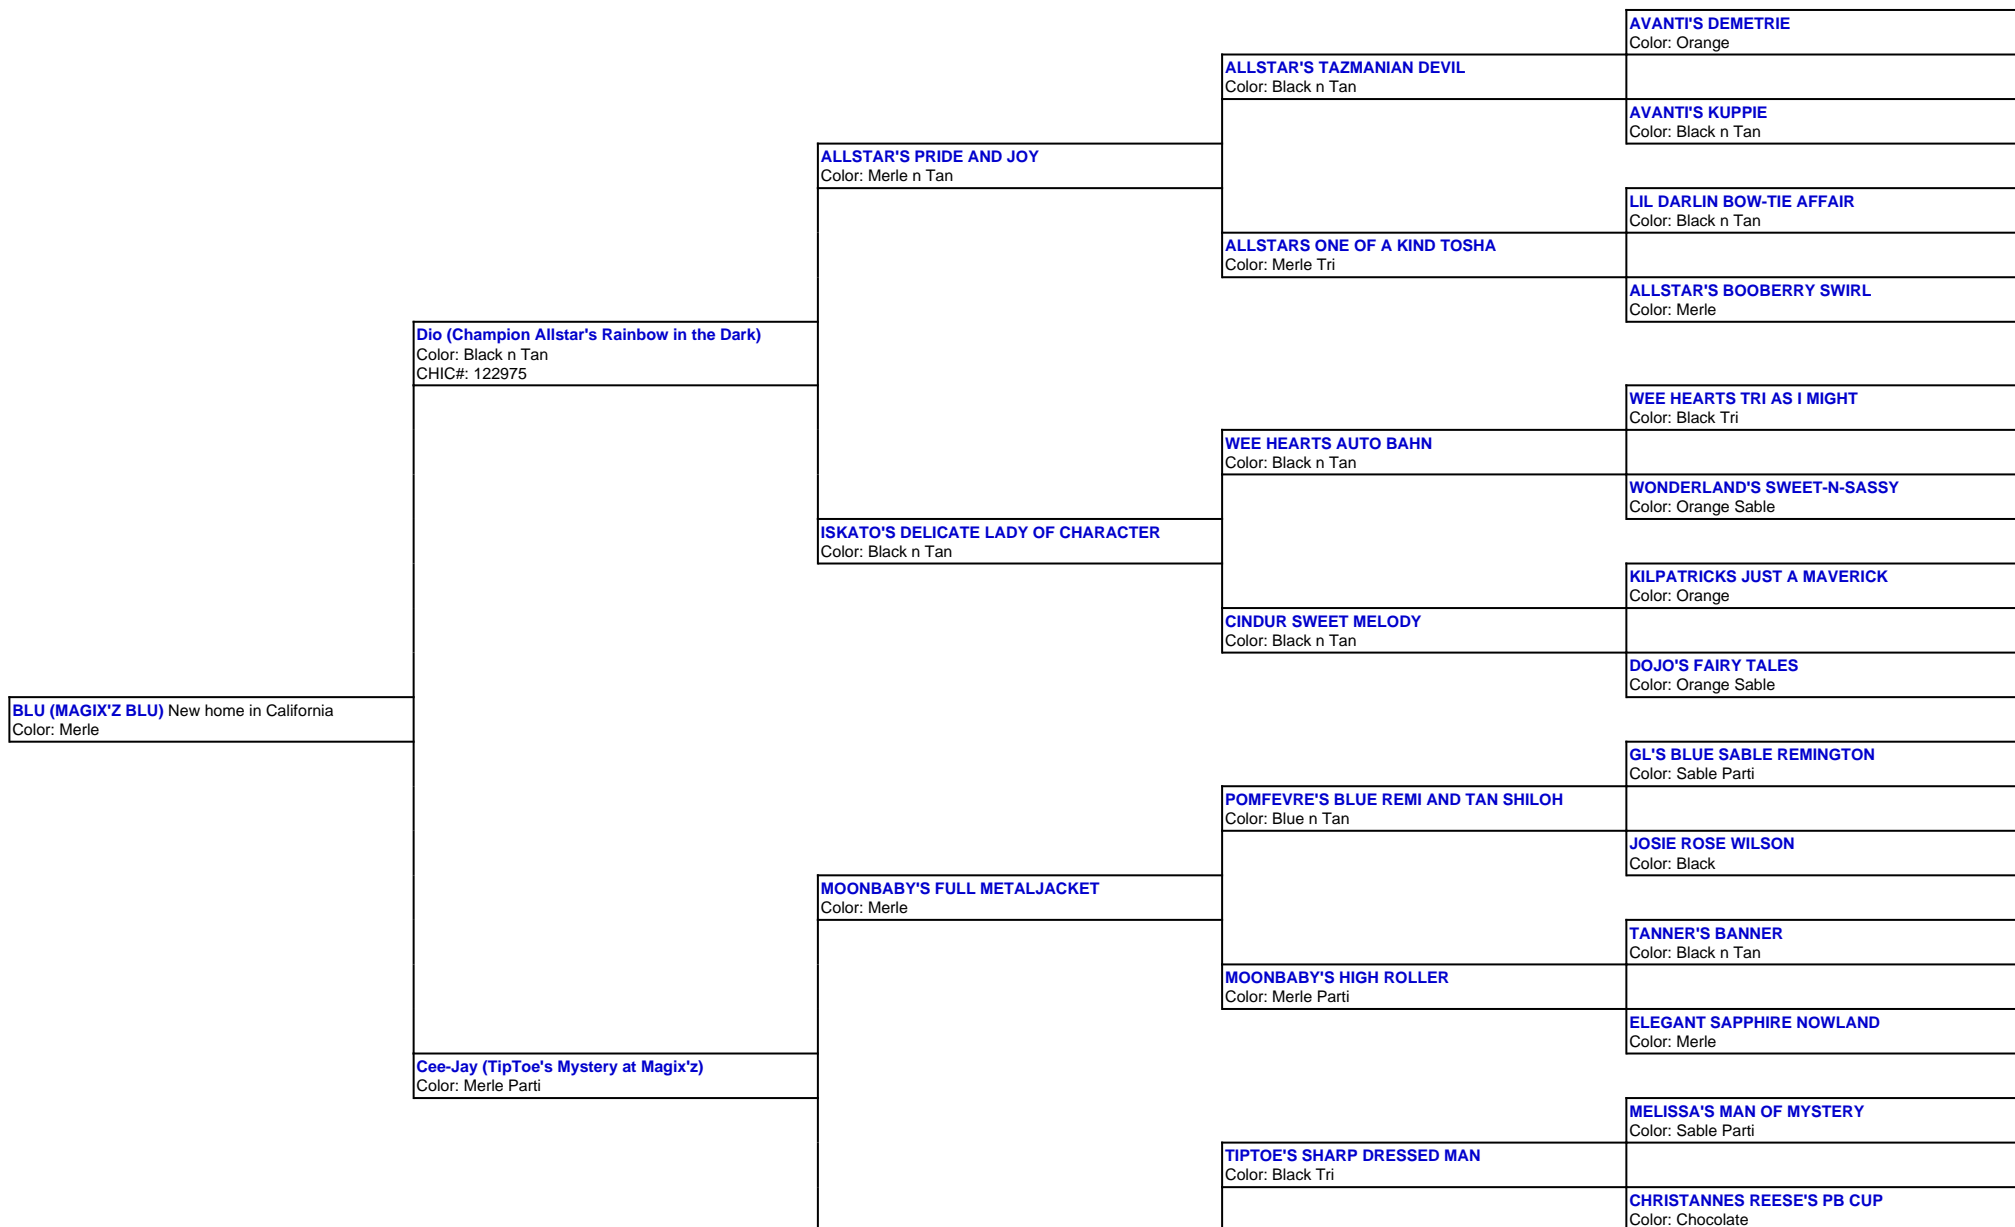 AVANTI'S DEMETRIE
Color: Orange
ALLSTAR'S TAZMANIAN DEVIL
Color: Black n Tan
AVANTI'S KUPPIE
Color: Black n Tan
ALLSTAR'S PRIDE AND JOY
Color: Merle n Tan
LIL DARLIN BOW-TIE AFFAIR
Color: Black n Tan
ALLSTARS ONE OF A KIND TOSHA
Color: Merle Tri
ALLSTAR'S BOOBERRY SWIRL
Color: Merle
Dio (Champion Allstar's Rainbow in the Dark)
Color: Black n Tan
CHIC#: 122975
WEE HEARTS TRI AS I MIGHT
Color: Black Tri
WEE HEARTS AUTO BAHN
Color: Black n Tan
WONDERLAND'S SWEET-N-SASSY
Color: Orange Sable
ISKATO'S DELICATE LADY OF CHARACTER
Color: Black n Tan
KILPATRICKS JUST A MAVERICK
Color: Orange
CINDUR SWEET MELODY
Color: Black n Tan
DOJO'S FAIRY TALES
Color: Orange Sable
BLU (MAGIX'Z BLU) New home in California
Color: Merle
GL'S BLUE SABLE REMINGTON
Color: Sable Parti
POMFEVRE'S BLUE REMI AND TAN SHILOH
Color: Blue n Tan
JOSIE ROSE WILSON
Color: Black
MOONBABY'S FULL METALJACKET
Color: Merle
TANNER'S BANNER
Color: Black n Tan
MOONBABY'S HIGH ROLLER
Color: Merle Parti
ELEGANT SAPPHIRE NOWLAND
Color: Merle
Cee-Jay (TipToe's Mystery at Magix'z)
Color: Merle Parti
MELISSA'S MAN OF MYSTERY
Color: Sable Parti
TIPTOE'S SHARP DRESSED MAN
Color: Black Tri
CHRISTANNES REESE'S PB CUP
Color: Chocolate